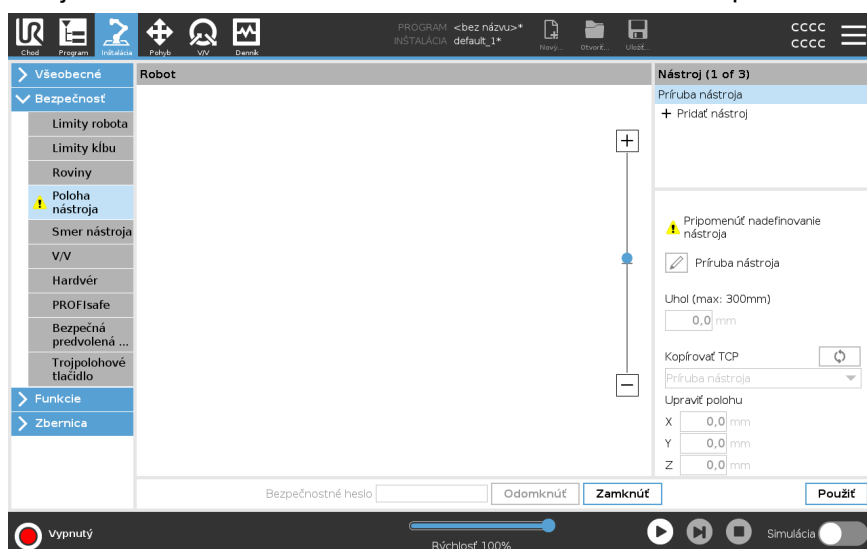 PROGRAM <bez názvu>*
INŠTALÁCIA default_1*
Chod Program Inštalácia Pohyb V/V Denník Nový... Otvoriť... Uložiť...
cccc
cccc
Všeobecné
Bezpečnosť
Limity robota
Limity kĺbu
Roviny
Poloha
nástroja
Smer nástroja
V/V
Hardvér
PROFIsafe
Bezpečná
predvolená ...
Trojpolohové
tlačidlo
Funkcie
Zbernica
Robot
Nástroj (1 of 3)
Príruba nástroja
+ Pridať nástroj
Pripomenúť nadefinovanie
nástroja
Príruba nástroja
Uhol (max: 300mm)
0,0 mm
Kopírovať TCP
Príruba nástroja
Upraviť polohu
X 0,0 mm
Y 0,0 mm
Z 0,0 mm
Bezpečnostné heslo Odomknúť Zamknúť Použiť
Vypnutý
Rýchlosť 100%
Simulácia